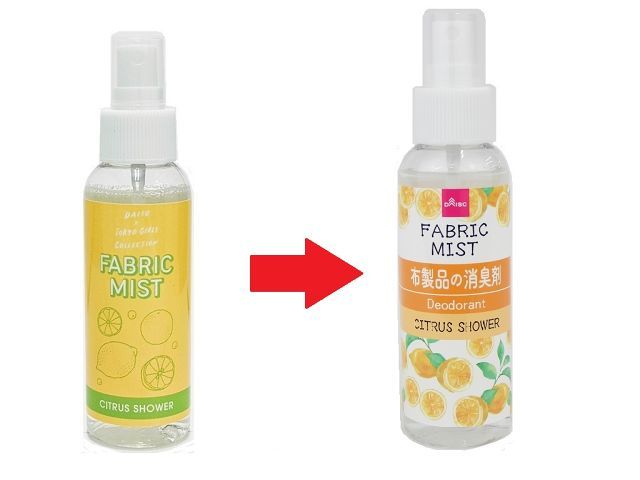 DAISO
×
TOKYO GIRLS
COLLECTION
FABRIC
MIST
CITRUS SHOWER
DAISO
FABRIC
MIST
布製品の消臭剤
Deodorant
CITRUS SHOWER